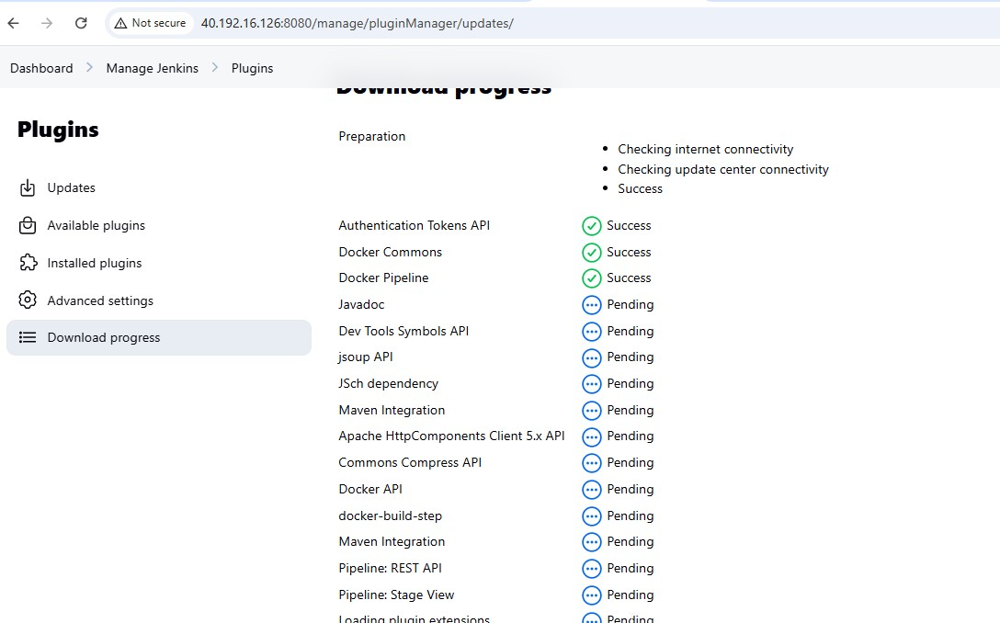 Not secure 40.192.16.126:8080/manage/pluginManager/updates/
Dashboard Manage Jenkins Plugins
Download progress
Plugins
Updates
Available plugins
Installed plugins
Advanced settings
Download progress
Preparation
Checking internet connectivity
Checking update center connectivity
Success
Authentication Tokens API Success
Docker Commons Success
Docker Pipeline Success
Javadoc Pending
Dev Tools Symbols API Pending
jsoup API Pending
JSch dependency Pending
Maven Integration Pending
Apache HttpComponents Client 5.x API Pending
Commons Compress API Pending
Docker API Pending
docker-build-step Pending
Maven Integration Pending
Pipeline: REST API Pending
Pipeline: Stage View Pending
Loading plugin extensions Pending